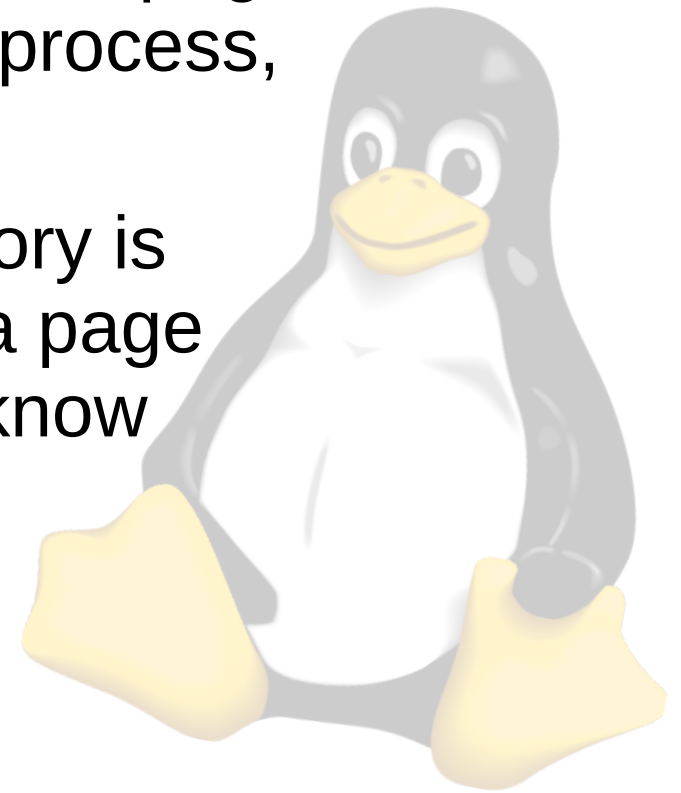 process,
ory is
a page
know